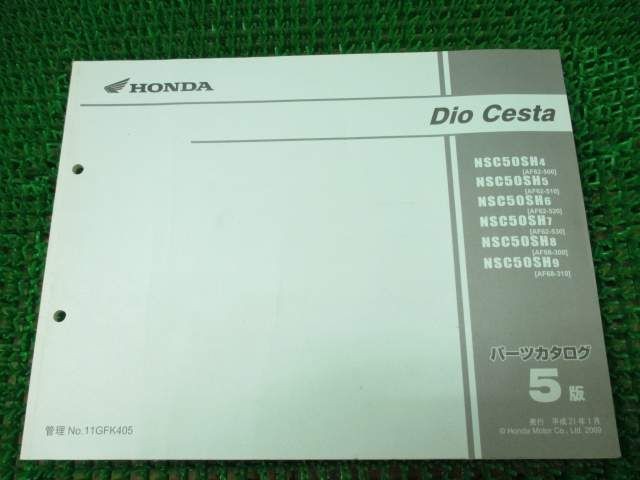 HONDA
Dio Cesta
NSC50SH4
[AF62-500]
NSC50SH5
[AF62-510]
NSC50SH6
[AF62-520]
NSC50SH7
[AF62-530]
NSC50SH8
[AF68-300]
NSC50SH9
[AF68-310]
パーツカタログ
5 版
管理 No.11GFK405
発行 平成21年1月
© Honda Motor Co., Ltd. 2009